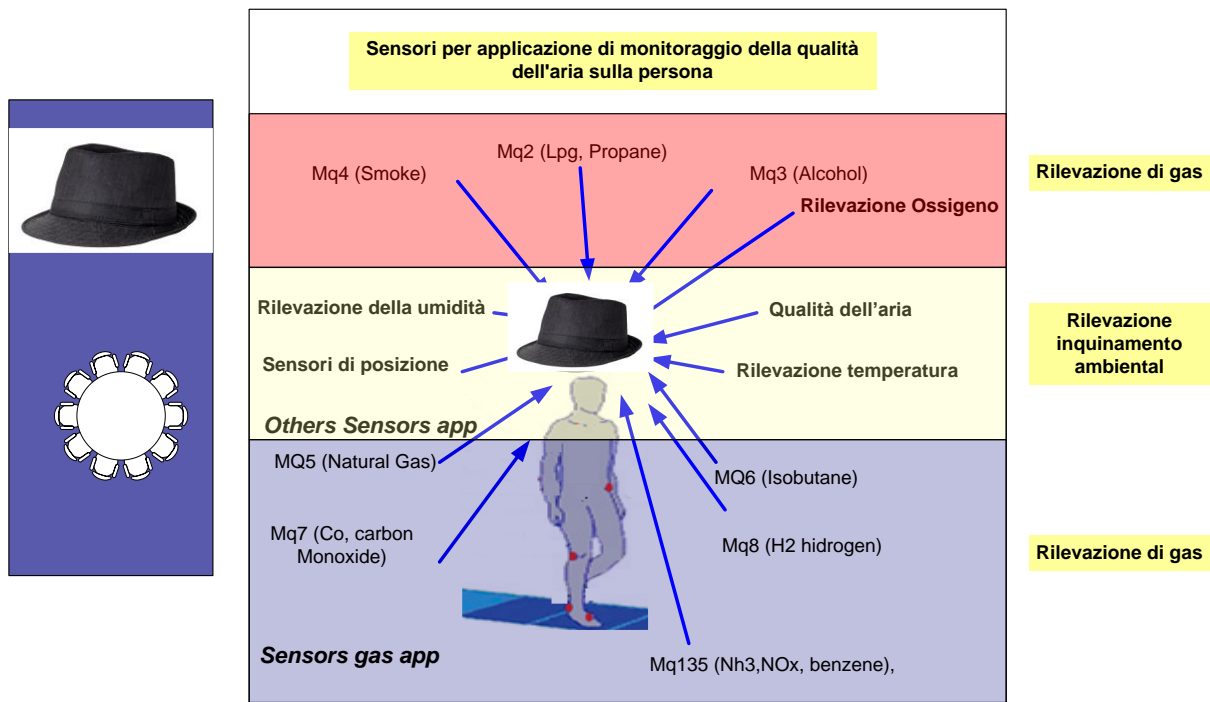 Sensori per applicazione di monitoraggio della qualità
dell'aria sulla persona
Mq2 (Lpg, Propane)
Mq4 (Smoke)
Mq3 (Alcohol)
Rilevazione Ossigeno
Rilevazione di gas
Rilevazione della umidità
Qualità dell’aria
Sensori di posizione
Rilevazione temperatura
Rilevazione
inquinamento
ambiental
Others Sensors app
MQ5 (Natural Gas)
MQ6 (Isobutane)
Mq7 (Co, carbon
Monoxide)
Mq8 (H2 hidrogen)
Rilevazione di gas
Sensors gas app
Mq135 (Nh3,NOx, benzene),